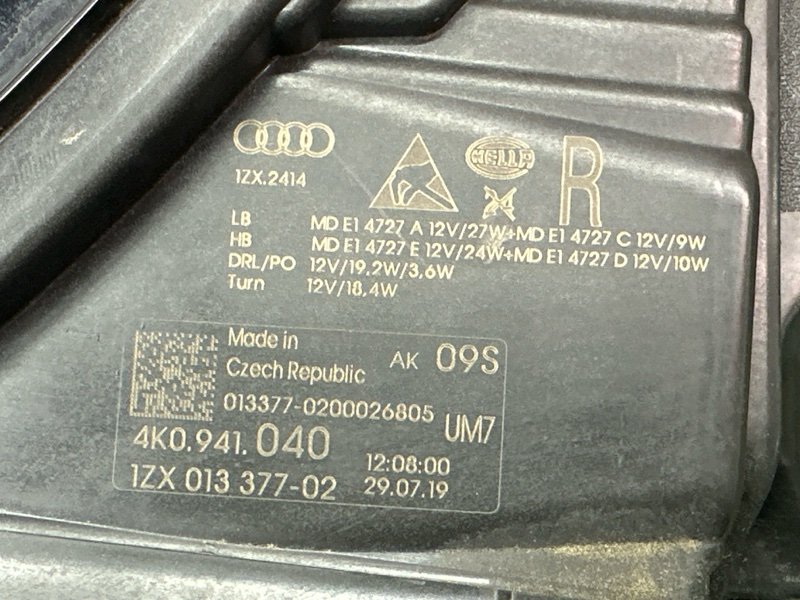 HELLA
R
1ZX.2414
LB MD E1 4727 A 12V/27W+MD E1 4727 C 12V/9W
HB MD E1 4727 E 12V/24W+MD E1 4727 D 12V/10W
DRL/PO 12V/19,2W/3,6W
Turn 12V/18,4W
Made in
Czech Republic
AK 09S
013377-0200026805
UM7
4K0.941.040
12:08:00
1ZX 013 377-02
29.07.19